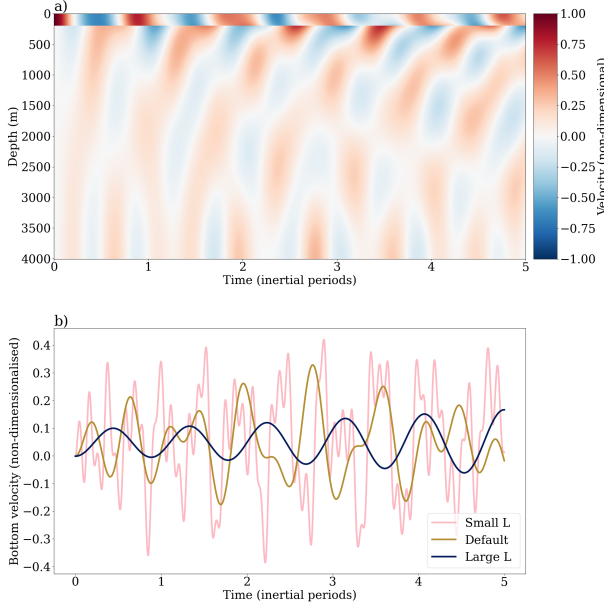 a)
0
500
1000
1500
2000
2500
3000
3500
4000
Depth (m)
0 1 2 3 4 5
Time (inertial periods)
1.00
0.75
0.50
0.25
0.00
−0.25
−0.50
−0.75
−1.00
Velocity (non-dimensional)
b)
0.4
0.3
0.2
0.1
0.0
−0.1
−0.2
−0.3
−0.4
Bottom velocity (non-dimensionalised)
Small L
Default
Large L
0 1 2 3 4 5
Time (inertial periods)